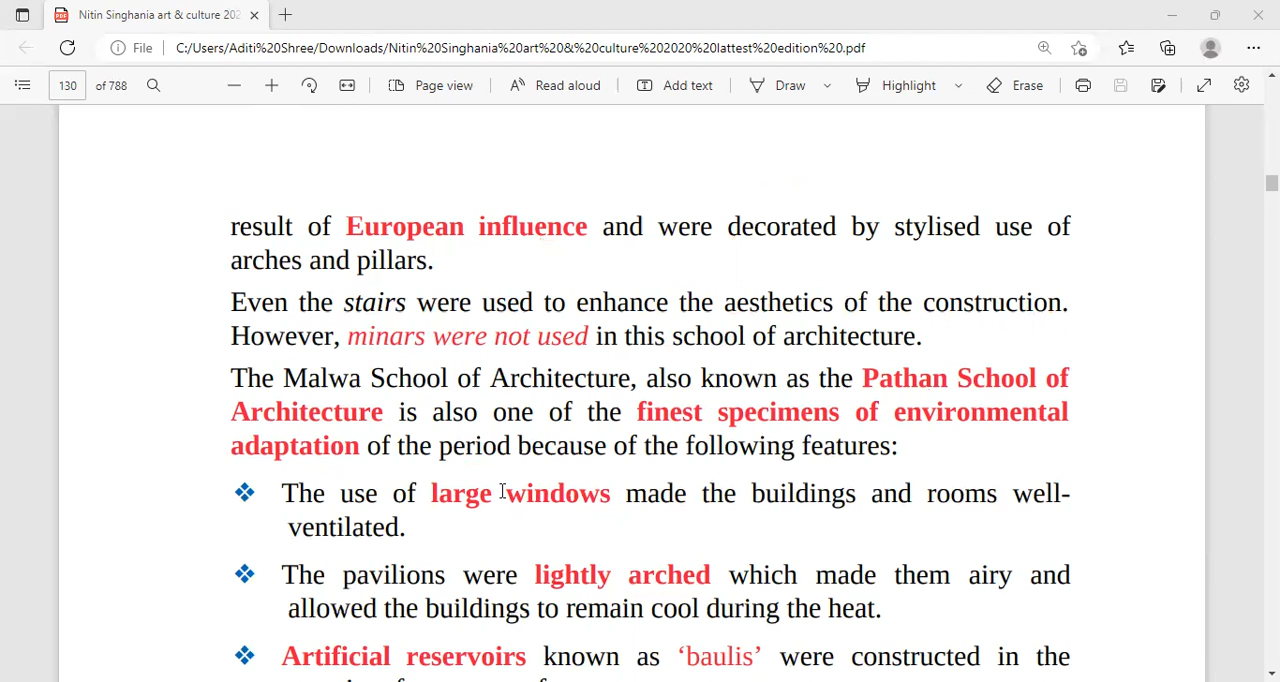 Nitin Singhania art & culture 202
File
C:/Users/Aditi%20Shree/Downloads/Nitin%20Singhania%20art%20&%20culture%202020%20lattest%20edition%20.pdf
130 of 788
Page view
Read aloud
Add text
Draw
Highlight
Erase
result of European influence and were decorated by stylised use of
arches and pillars.
Even the stairs were used to enhance the aesthetics of the construction.
However, minars were not used in this school of architecture.
The Malwa School of Architecture, also known as the Pathan School of
Architecture is also one of the finest specimens of environmental
adaptation of the period because of the following features:
The use of large windows made the buildings and rooms well-
ventilated.
The pavilions were lightly arched which made them airy and
allowed the buildings to remain cool during the heat.
Artificial reservoirs known as ‘baulis’ were constructed in the